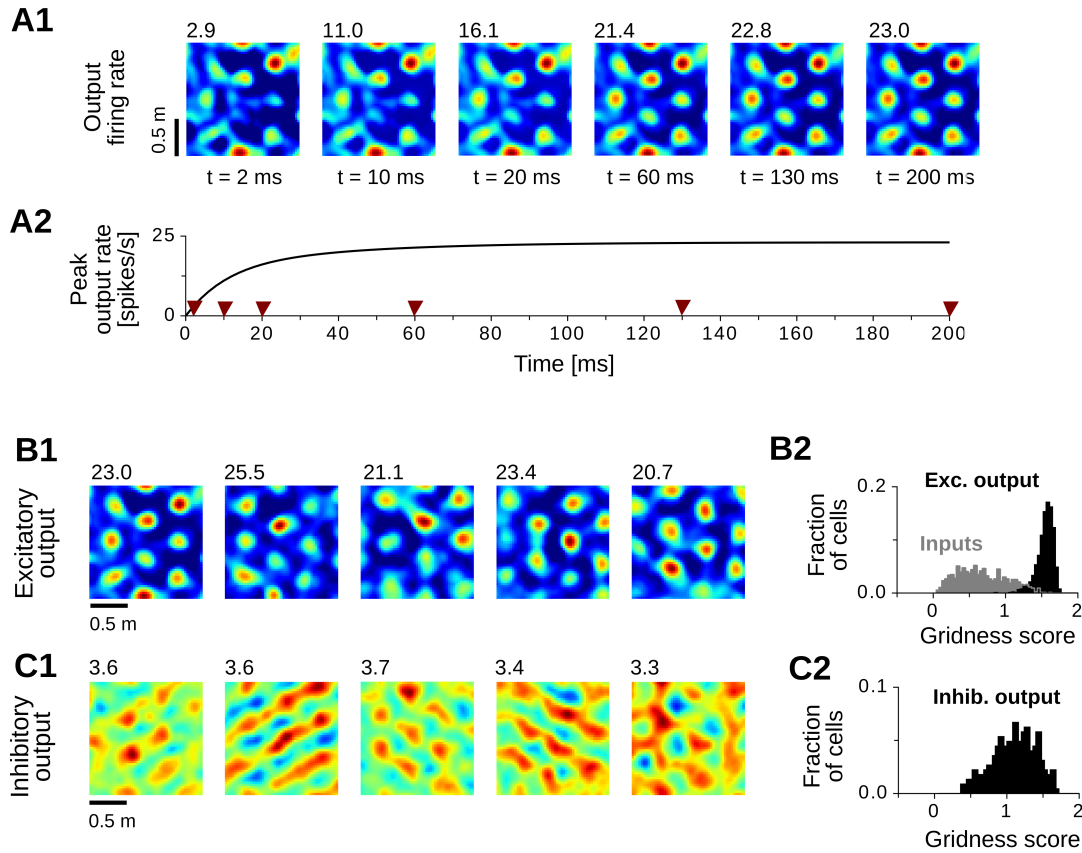 A1
2.9 11.0 16.1 21.4 22.8 23.0
Output
firing rate
0.5 m
t = 2 ms t = 10 ms t = 20 ms t = 60 ms t = 130 ms t = 200 ms
A2
Peak
output rate
[spikes/s]
25
0
0 20 40 60 80 100 120 140 160 180 200
Time [ms]
B1
23.0 25.5 21.1 23.4 20.7
Excitatory
output
0.5 m
B2
Fraction
of cells
0.2
0.0
Exc. output
Inputs
0 1 2
Gridness score
C1
3.6 3.6 3.7 3.4 3.3
Inhibitory
output
0.5 m
C2
Fraction
of cells
0.1
0.0
Inhib. output
0 1 2
Gridness score